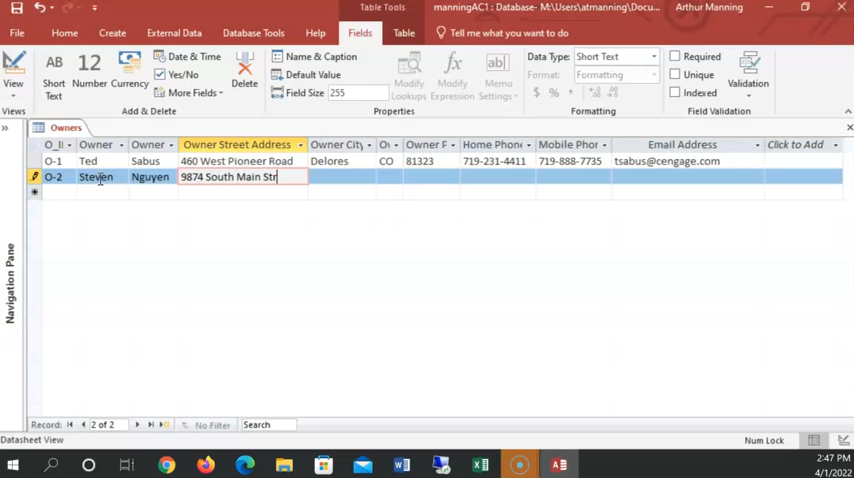 Table Tools manningAC1 : Database- M:\Users\atmanning\Docu... Arthur Manning
File Home Create External Data Database Tools Help Fields Table Tell me what you want to do
View
Views
AB Short Text
12 Number
Currency
Date & Time
Yes/No
More Fields
Delete
Add & Delete
Name & Caption
Default Value
Field Size 255
Modify Lookups
fx Modify Expression
ab Memo Settings
Properties
Data Type: Short Text
Format: Formatting
$ % ,
Formatting
Required
Unique
Indexed
Validation
Field Validation
Owners
Owner Owner Owner Street Address Owner City Ov Owner P Home Phon Mobile Phor Email Address Click to Add
O-1 Ted Sabus 460 West Pioneer Road Delores CO 81323 719-231-4411 719-888-7735 tsabus@cengage.com
O-2 Steven Nguyen 9874 South Main Str
Navigation Pane
Record: 2 of 2 No Filter Search
Datasheet View Num Lock
2:47 PM
4/1/2022